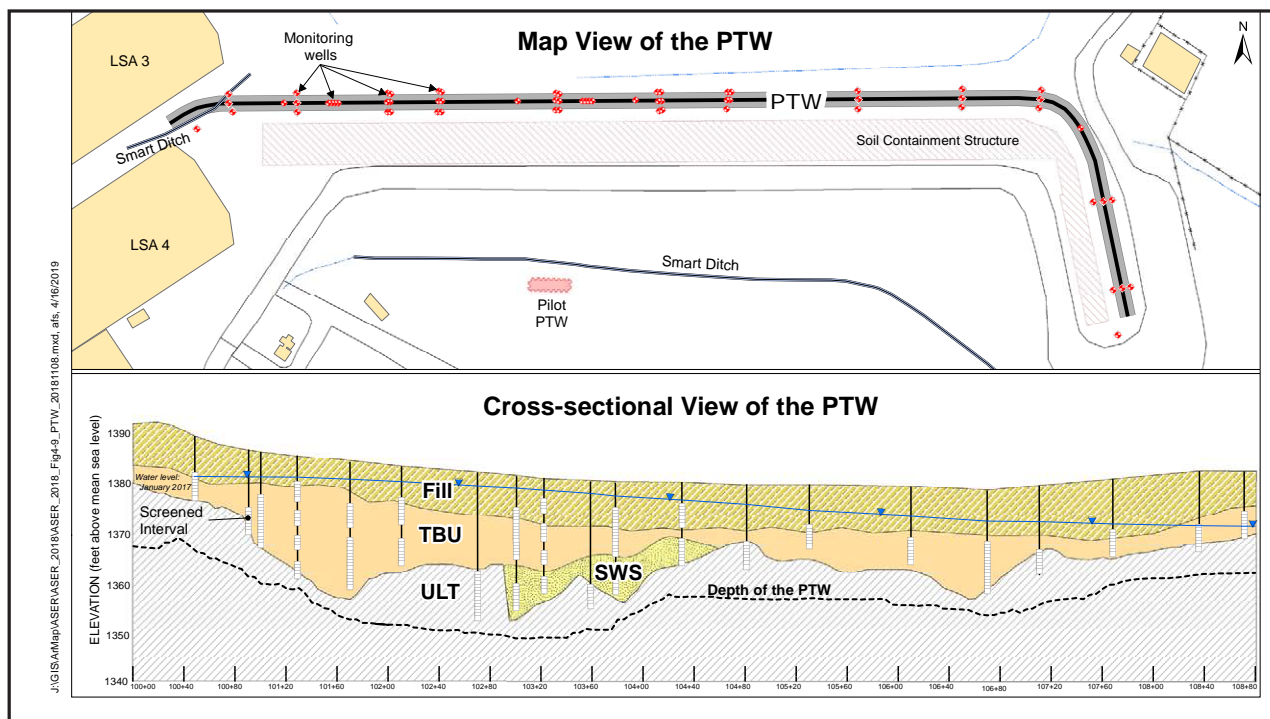 Map View of the PTW
N
LSA 3
Monitoring
wells
PTW
Smart Ditch
Soil Containment Structure
LSA 4
Smart Ditch
Pilot
PTW
J:\GIS\ArMap\ASER\ASER_2018\ASER_2018_Fig4-9_PTW_20181108.mxd, afs, 4/16/2019
Cross-sectional View of the PTW
ELEVATION (feet above mean sea level)
1390
1380
1370
1360
1350
1340
Water level:
January 2017
Screened
Interval
Fill
TBU
SWS
ULT
Depth of the PTW
100+00 100+40 100+80 101+20 101+60 102+00 102+40 102+80 103+20 103+60 104+00 104+40 104+80 105+20 105+60 106+00 106+40 106+80 107+20 107+60 108+00 108+40 108+80